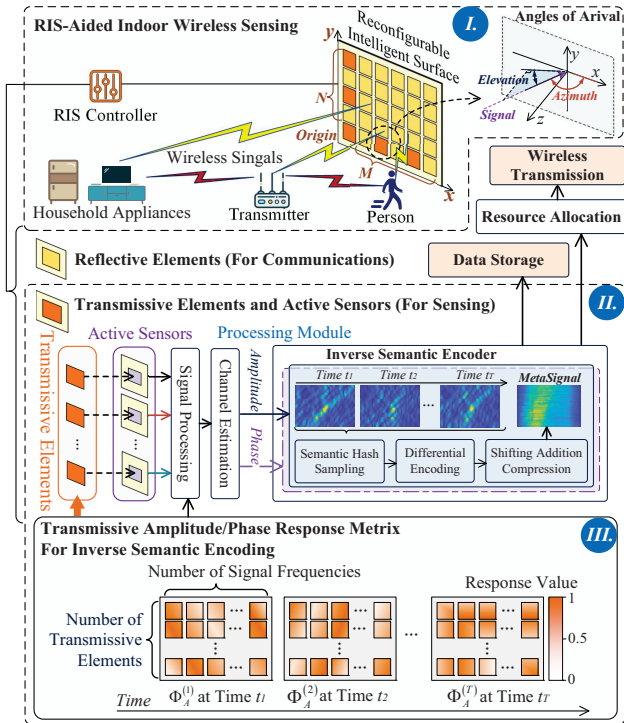 RIS-Aided Indoor Wireless Sensing
I.
Reconfigurable
Intelligent Surface
y
N
Origin
M
x
RIS Controller
Wireless Singals
Household Appliances
Transmitter
Person
Angles of Arival
y
Elevation
x
Azimuth
Signal
z
Wireless
Transmission
Resource Allocation
Data Storage
Reflective Elements (For Communications)
II.
Transmissive Elements and Active Sensors (For Sensing)
Transmissive Elements
Active Sensors
Processing Module
Signal Processing
Channel Estimation
Amplitude
Phase
Inverse Semantic Encoder
Time t1
Time t2
...
Time tT
MetaSignal
Semantic Hash
Sampling
Differential
Encoding
Shifting Addition
Compression
III.
Transmissive Amplitude/Phase Response Metrix
For Inverse Semantic Encoding
Number of Signal Frequencies
Response Value
Number of
Transmissive
Elements
1
0.5
0
Φ_A^(1) at Time t1
Φ_A^(2) at Time t2
...
Φ_A^(T) at Time tT
Time